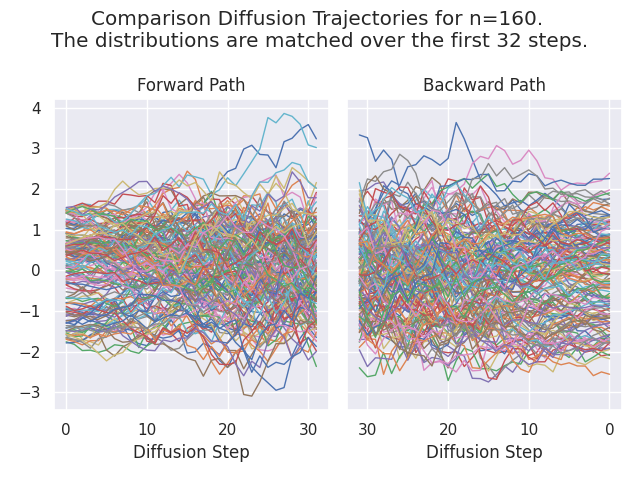 Comparison Diffusion Trajectories for n=160.
The distributions are matched over the first 32 steps.
Forward Path
Backward Path
4
3
2
1
0
−1
−2
−3
0
10
20
30
30
20
10
0
Diffusion Step
Diffusion Step